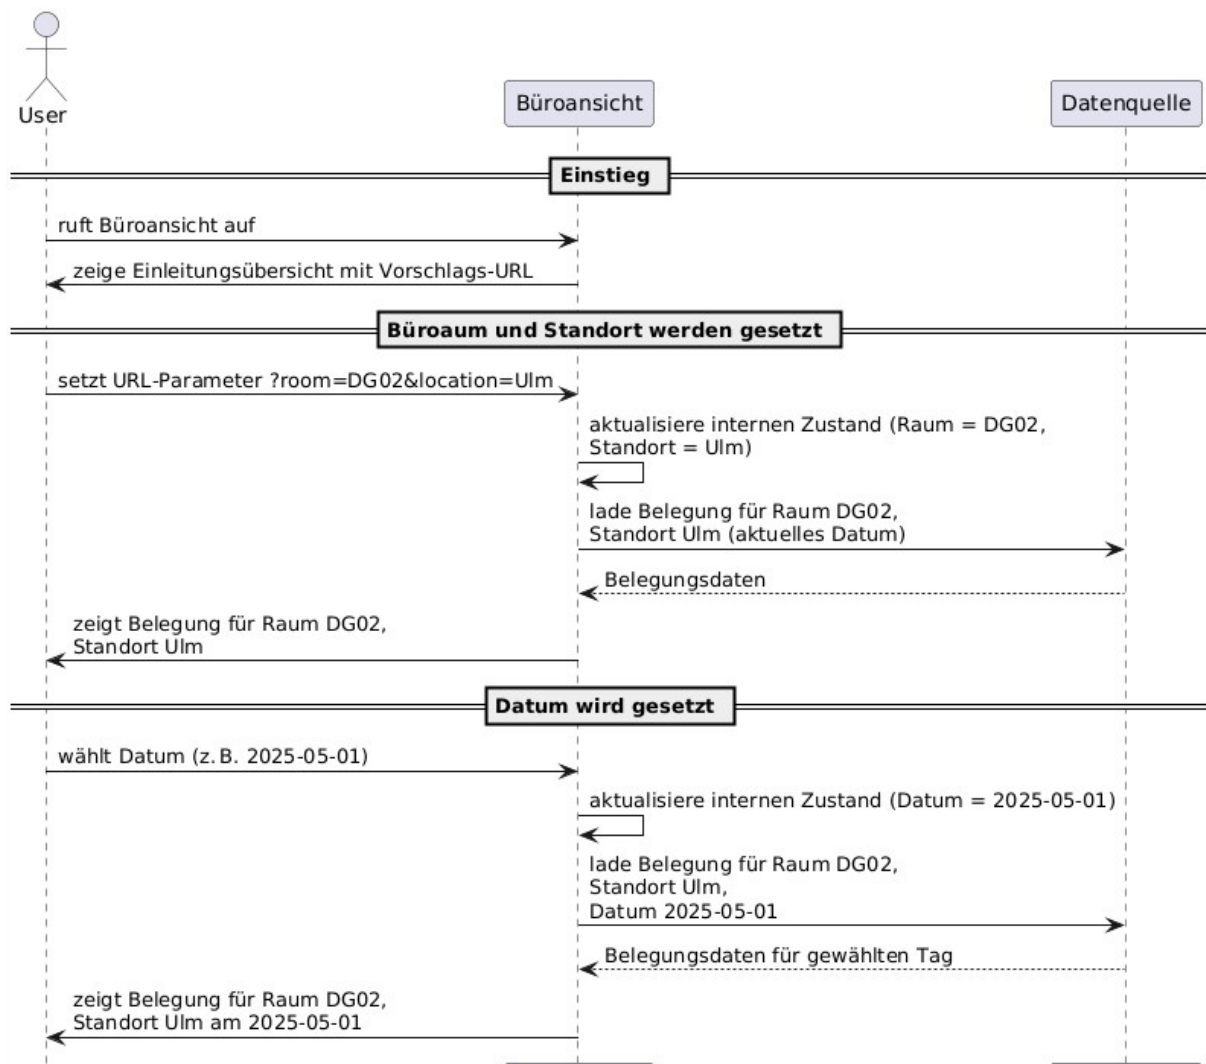 User
Büroansicht
Datenquelle
Einstieg
ruft Büroansicht auf
zeige Einleitungsübersicht mit Vorschlags-URL
Büroaum und Standort werden gesetzt
setzt URL-Parameter ?room=DG02&location=Ulm
aktualisiere internen Zustand (Raum = DG02,
Standort = Ulm)
lade Belegung für Raum DG02,
Standort Ulm (aktuelles Datum)
Belegungsdaten
zeigt Belegung für Raum DG02,
Standort Ulm
Datum wird gesetzt
wählt Datum (z.B. 2025-05-01)
aktualisiere internen Zustand (Datum = 2025-05-01)
lade Belegung für Raum DG02,
Standort Ulm,
Datum 2025-05-01
Belegungsdaten für gewählten Tag
zeigt Belegung für Raum DG02,
Standort Ulm am 2025-05-01